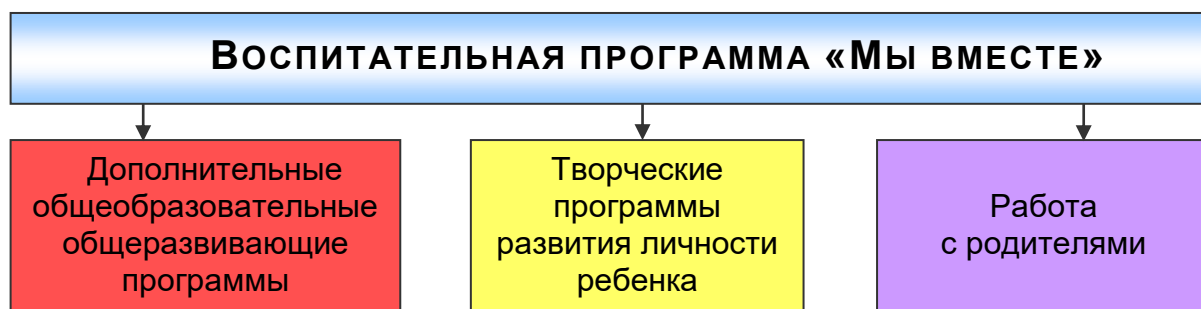 ВОСПИТАТЕЛЬНАЯ ПРОГРАММА «МЫ ВМЕСТЕ»
Дополнительные
общеобразовательные
общеразвивающие
программы
Творческие
программы
развития личности
ребенка
Работа
с родителями